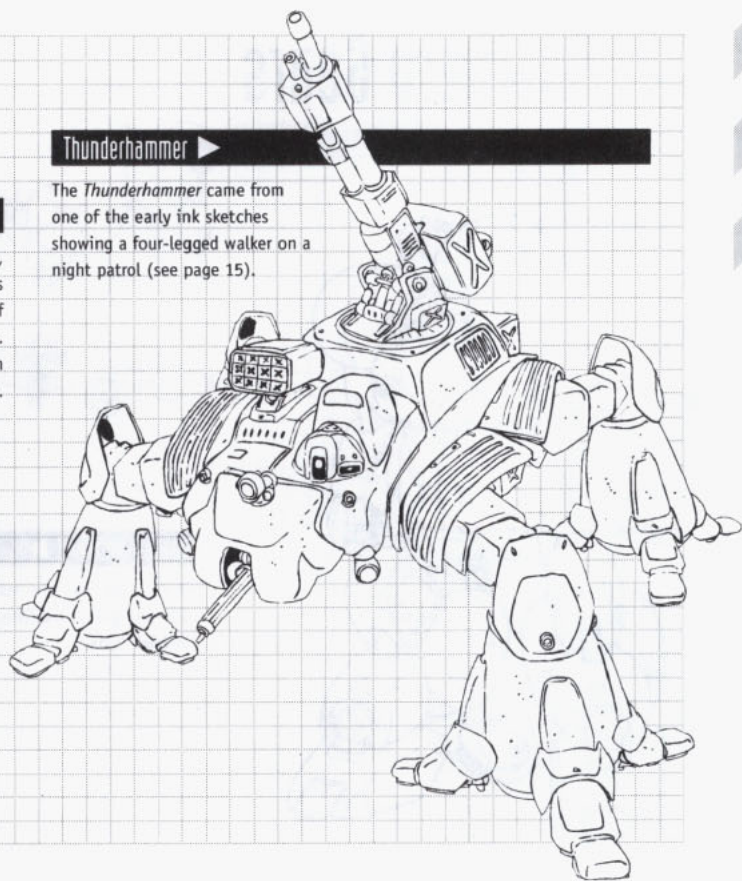 Thunderhammer ▶
The Thunderhammer came from
one of the early ink sketches
showing a four-legged walker on a
night patrol (see page 15).